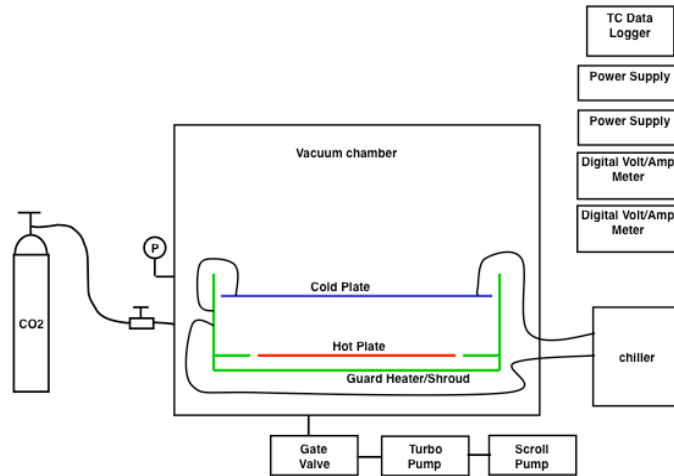 TC Data
Logger
Power Supply
Power Supply
Digital Volt/Amp
Meter
Digital Volt/Amp
Meter
Vacuum chamber
P
CO2
Cold Plate
Hot Plate
Guard Heater/Shroud
chiller
Gate
Valve
Turbo
Pump
Scroll
Pump